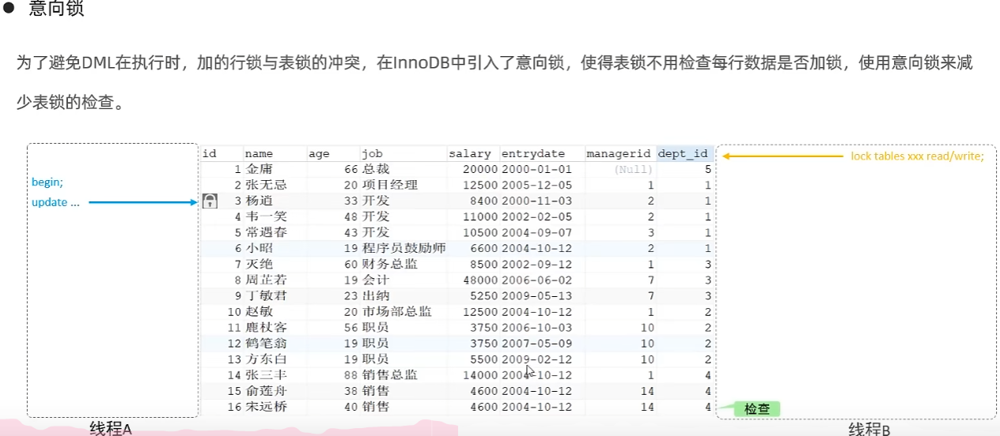 ● 意向锁
为了避免DML在执行时，加的行锁与表锁的冲突，在InnoDB中引入了意向锁，使得表锁不用检查每行数据是否加锁，使用意向锁来减
少表锁的检查。
id name age job salary entrydate managerid dept_id
lock tables xxx read/write;
1 金庸 66 总裁 20000 2000-01-01 (Null) 5
begin;
2 张无忌 20 项目经理 12500 2005-12-05 1 1
update ...
3 杨逍 33 开发 8400 2000-11-03 2 1
4 韦一笑 48 开发 11000 2002-02-05 2 1
5 常遇春 43 开发 10500 2004-09-07 3 1
6 小昭 19 程序员鼓励师 6600 2004-10-12 2 1
7 灭绝 60 财务总监 8500 2002-09-12 1 3
8 周芷若 19 会计 48000 2006-06-02 7 3
9 丁敏君 23 出纳 5250 2009-05-13 7 3
10 赵敏 20 市场部总监 12500 2004-10-12 1 2
11 鹿杖客 56 职员 3750 2006-10-03 10 2
12 鹤笔翁 19 职员 3750 2007-05-09 10 2
13 方东白 19 职员 5500 2009-02-12 10 2
14 张三丰 88 销售总监 14000 2004-10-12 1 4
15 俞莲舟 38 销售 4600 2004-10-12 14 4
16 宋远桥 40 销售 4600 2004-10-12 14 4
检查
线程A
线程B